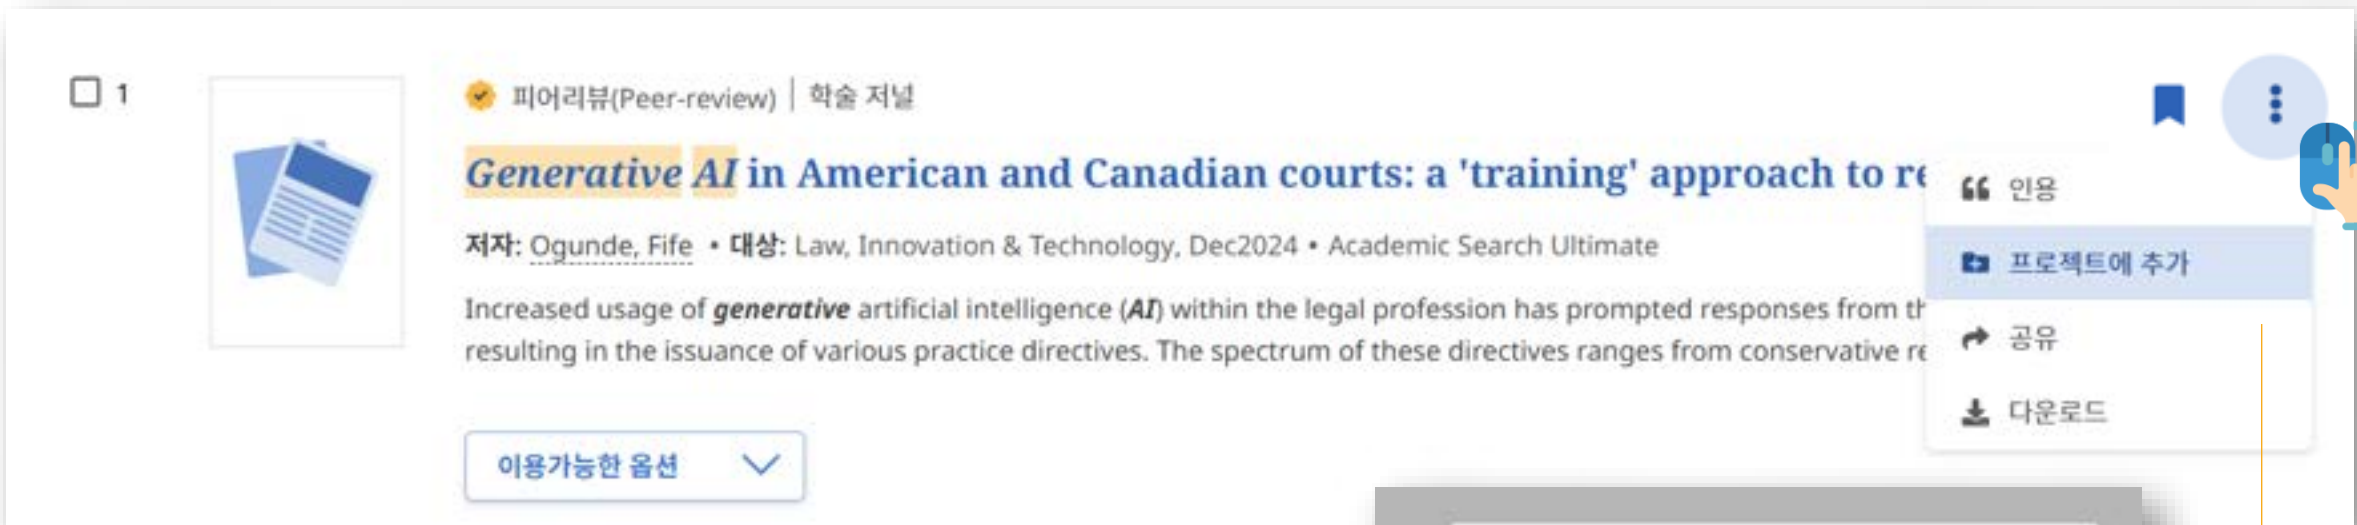 1
피어리뷰(Peer-review) | 학술 저널
Generative AI in American and Canadian courts: a 'training' approach to re
저자: Ogunde, Fife • 대상: Law, Innovation & Technology, Dec2024 • Academic Search Ultimate
Increased usage of generative artificial intelligence (AI) within the legal profession has prompted responses from th
resulting in the issuance of various practice directives. The spectrum of these directives ranges from conservative re
이용가능한 옵션
인용
프로젝트에 추가
공유
다운로드